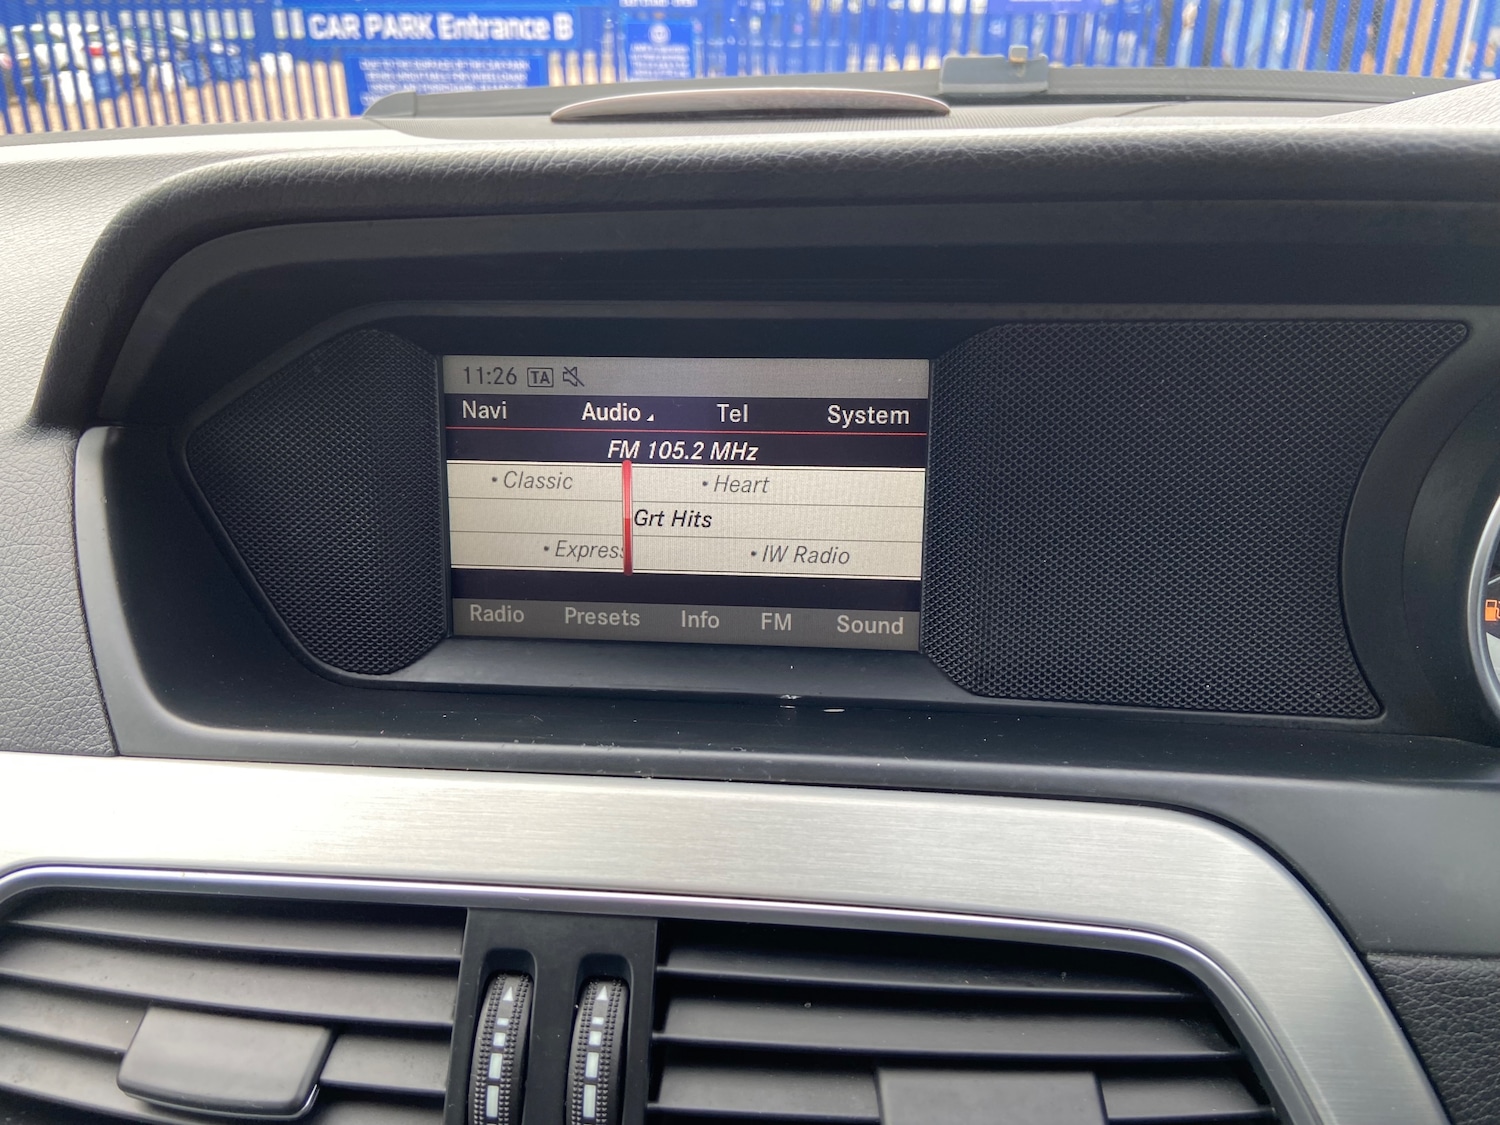 CAR PARK Entrance B
11:26 TA
Navi Audio Tel System
FM 105.2 MHz
• Classic • Heart
Grt Hits
• Express • IW Radio
Radio Presets Info FM Sound